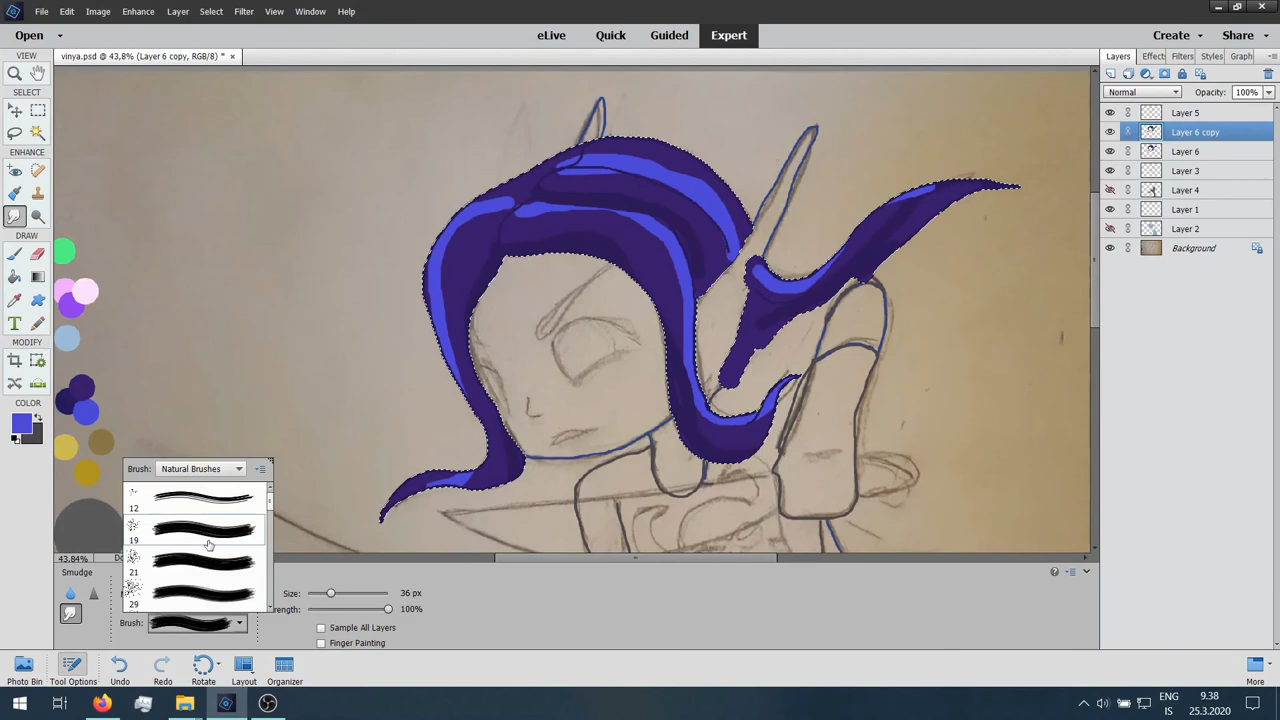 File Edit Image Enhance Layer Select Filter View Window Help
Open eLive Quick Guided Expert Create Share
VIEW vinya.psd @ 43,8% (Layer 6 copy, RGB/8) * × Layers Effect Filters Styles Graph
SELECT
Normal Opacity: 100%
Layer 5
Layer 6 copy
Layer 6
ENHANCE
Layer 3
Layer 4
Layer 1
Layer 2
DRAW
Background
MODIFY
COLOR
Brush: Natural Brushes
12
19
21
29
43.84%
Smudge
36 px
100%
Brush:
Sample All Layers
Finger Painting
Photo Bin Tool Options Undo Redo Rotate Layout Organizer More
ENG 9.38
IS 25.3.2020